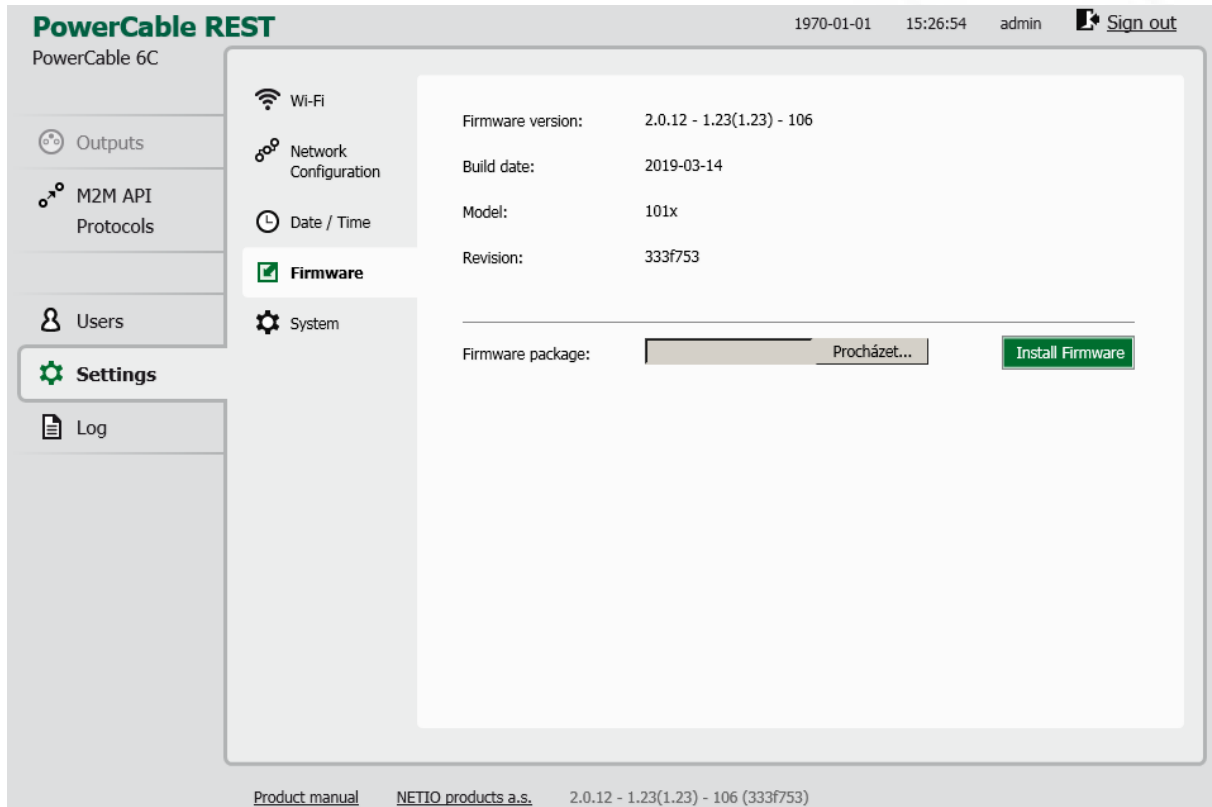 PowerCable REST
1970-01-01 15:26:54 admin Sign out
PowerCable 6C
Outputs
M2M API
Protocols
Users
Settings
Log
Wi-Fi
Network
Configuration
Date / Time
Firmware
System
Firmware version: 2.0.12 - 1.23(1.23) - 106
Build date: 2019-03-14
Model: 101x
Revision: 333f753
Firmware package: Procházet... Install Firmware
Product manual NETIO products a.s. 2.0.12 - 1.23(1.23) - 106 (333f753)